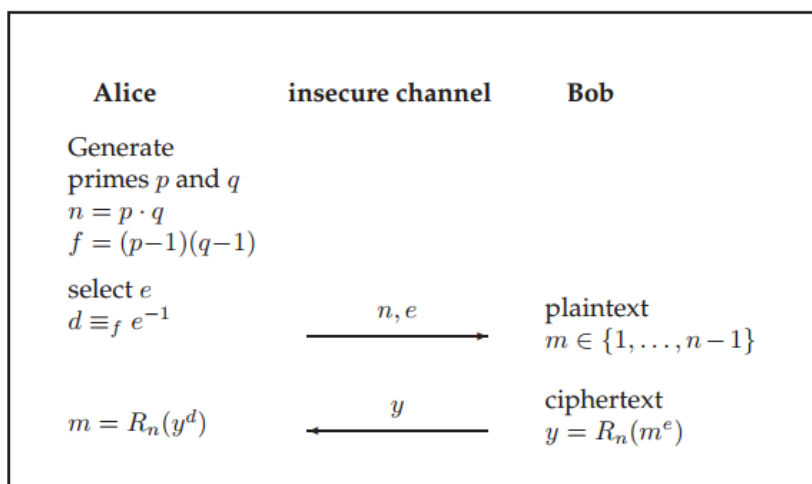 Alice insecure channel Bob
Generate
primes p and q
n = p · q
f = (p−1)(q−1)
select e
d ≡_f e^{−1}
n, e
plaintext
m ∈ {1, . . . , n − 1}
m = R_n(y^d)
y
ciphertext
y = R_n(m^e)